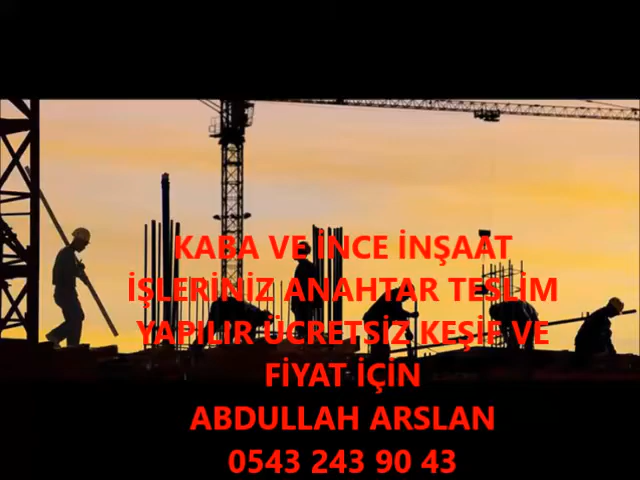 KABA VE İNCE İNŞAAT
İŞLERİNİZ ANAHTAR TESLİM
YAPILIR ÜCRETSİZ KEŞİF VE
FİYAT İÇİN
ABDULLAH ARSLAN
0543 243 90 43